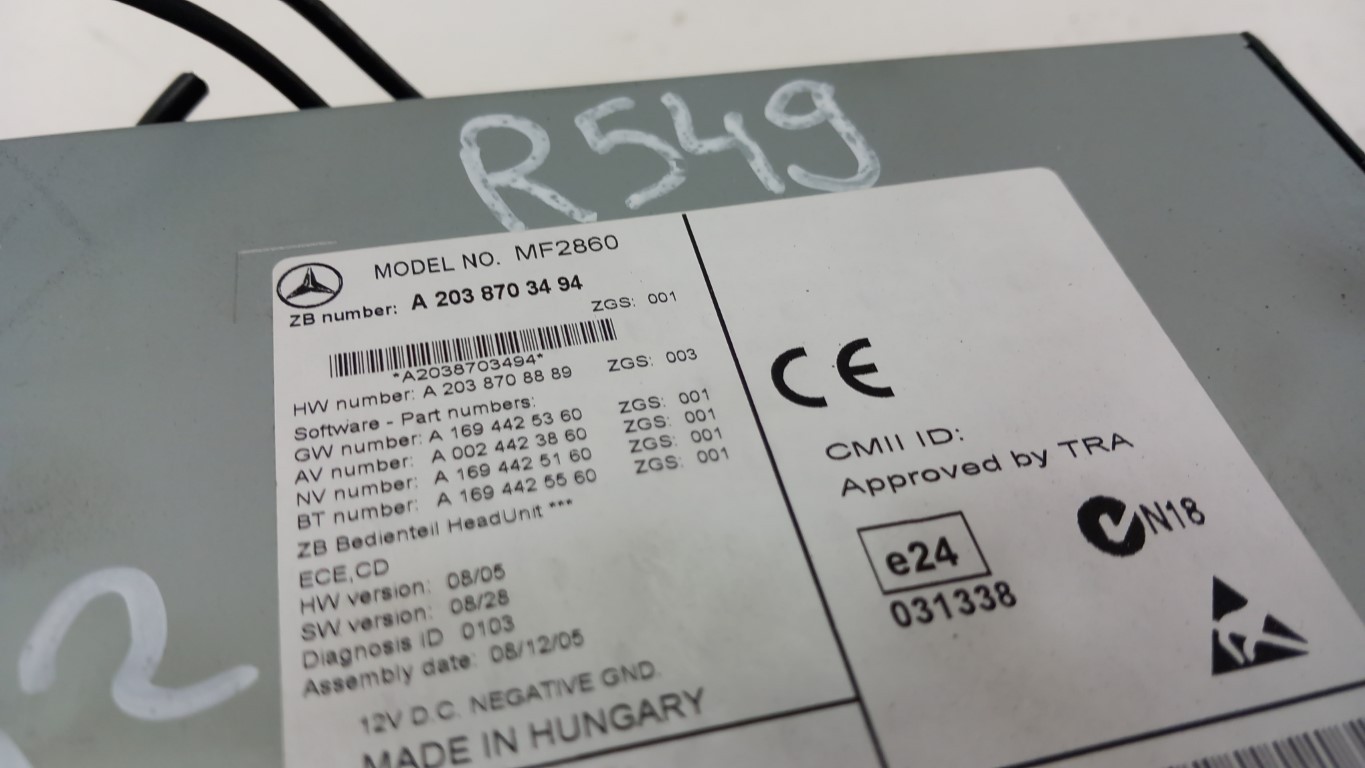 R549
MODEL NO. MF2860
ZB number: A 203 870 34 94
ZGS: 001
*A2038703494*
HW number: A 203 870 88 89 ZGS: 003
Software - Part numbers:
GW number: A 169 442 53 60 ZGS: 001
AV number: A 002 442 38 60 ZGS: 001
NV number: A 169 442 51 60 ZGS: 001
BT number: A 169 442 55 60 ZGS: 001
ZB Bedienteil HeadUnit ***
ECE,CD
HW version: 08/05
SW version: 08/28
Diagnosis ID 0103
Assembly date: 08/12/05
12V D.C. NEGATIVE GND.
MADE IN HUNGARY
CE
CMII ID:
Approved by TRA
N18
e24
031338
2